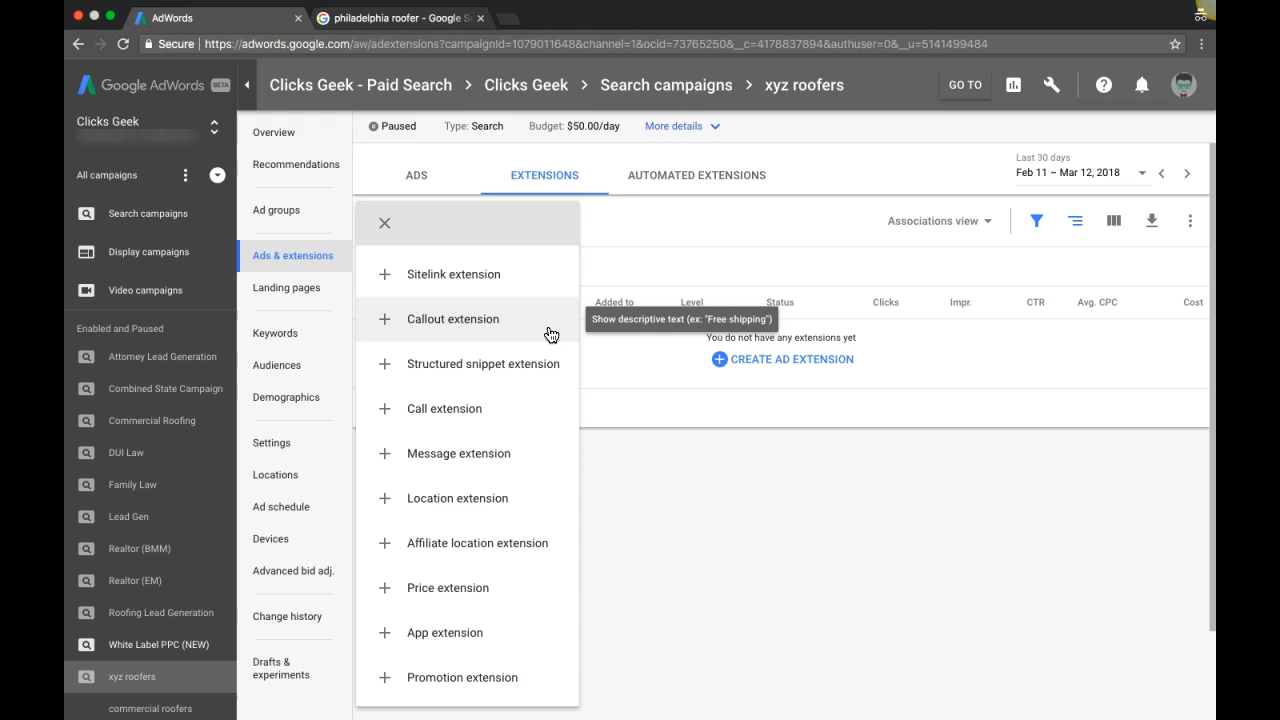 AdWords
philadelphia roofer - Google Se
Secure
https://adwords.google.com/aw/adextensions?campaignId=1079011648&channel=1&ocid=73765250&__c=4178837894&authuser=0&__u=5141499484
Google AdWords BETA
Clicks Geek - Paid Search > Clicks Geek > Search campaigns > xyz roofers
GO TO
Clicks Geek
All campaigns
Search campaigns
Display campaigns
Video campaigns
Enabled and Paused
Attorney Lead Generation
Combined State Campaign
Commercial Roofing
DUI Law
Family Law
Lead Gen
Realtor (BMM)
Realtor (EM)
Roofing Lead Generation
White Label PPC (NEW)
xyz roofers
commercial roofers
Overview
Recommendations
Ad groups
Ads & extensions
Landing pages
Keywords
Audiences
Demographics
Settings
Locations
Ad schedule
Devices
Advanced bid adj.
Change history
Drafts &
experiments
Paused Type: Search Budget: $50.00/day More details
ADS EXTENSIONS AUTOMATED EXTENSIONS
Last 30 days
Feb 11 – Mar 12, 2018
Associations view
Sitelink extension
Callout extension
Structured snippet extension
Call extension
Message extension
Location extension
Affiliate location extension
Price extension
App extension
Promotion extension
Added to Level Status Clicks Impr. CTR Avg. CPC Cost
Show descriptive text (ex: "Free shipping")
You do not have any extensions yet
CREATE AD EXTENSION